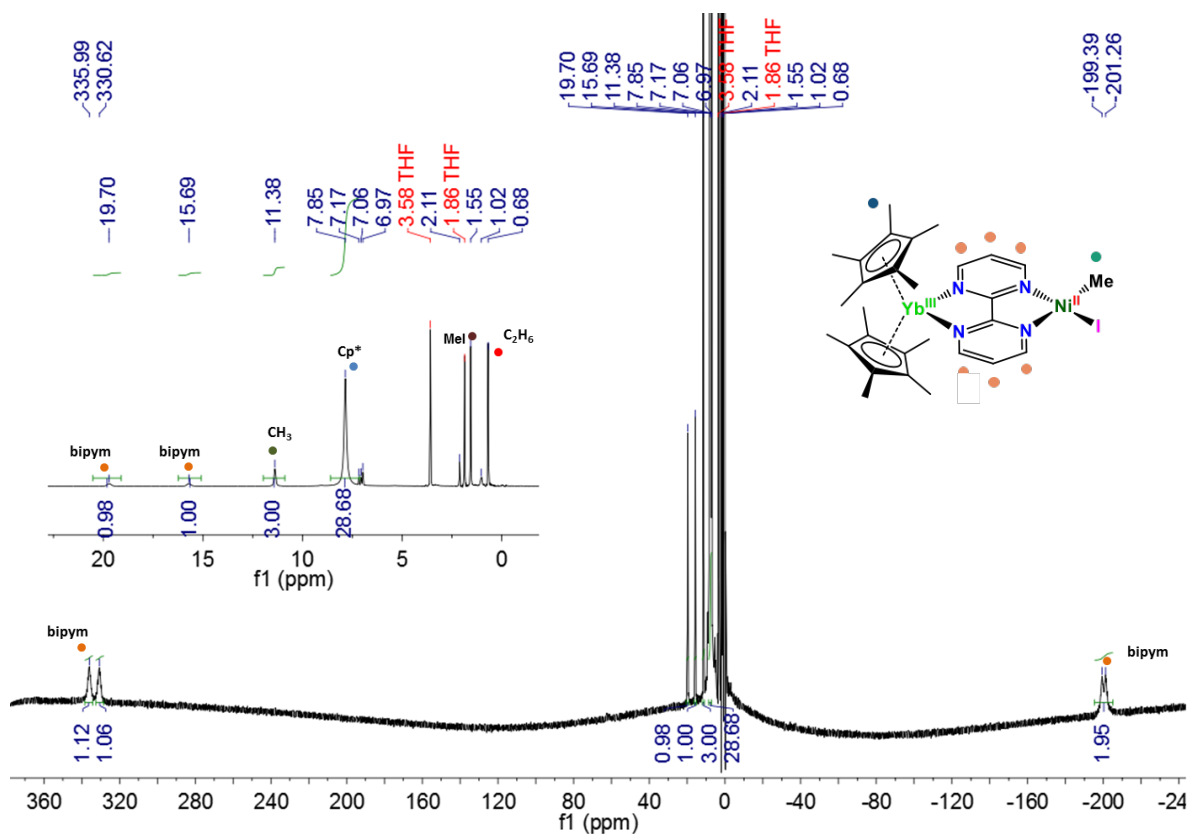 335.99
330.62
19.70
15.69
11.38
7.85
7.17
7.06
6.97
3.58 THF
2.11
1.86 THF
1.55
1.02
0.68
-199.39
-201.26
19.70
15.69
11.38
7.85
7.17
7.06
6.97
3.58 THF
2.11
1.86 THF
1.55
1.02
0.68
Yb III
N
N
N
N
Ni II
Me
I
bipym
bipym
CH3
Cp*
MeI
C2H6
0.98
1.00
3.00
28.68
20
15
10
5
0
f1 (ppm)
bipym
bipym
1.12
1.06
0.98
1.00
3.00
28.68
1.95
360
320
280
240
200
160
120
80
40
0
-40
-80
-120
-160
-200
-240
f1 (ppm)